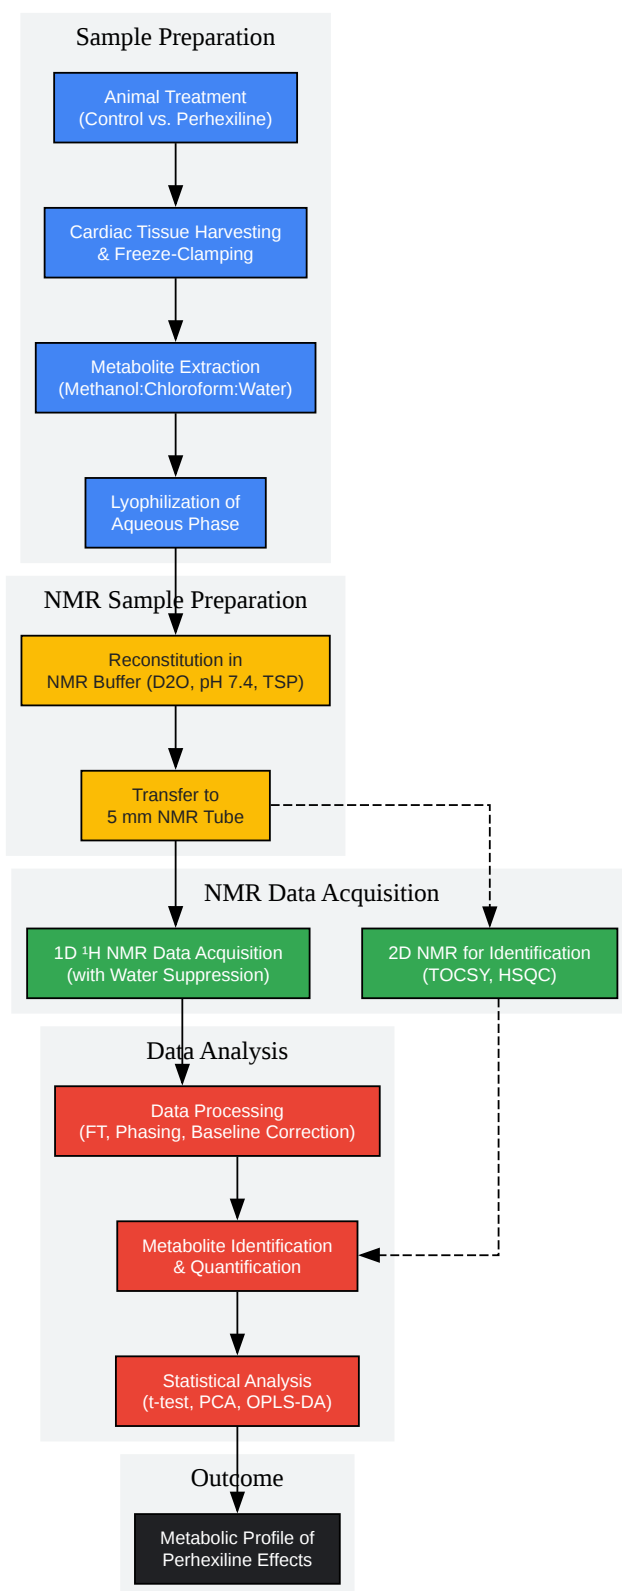 Sample Preparation
Animal Treatment
(Control vs. Perhexiline)
Cardiac Tissue Harvesting
& Freeze-Clamping
Metabolite Extraction
(Methanol:Chloroform:Water)
Lyophilization of
Aqueous Phase
NMR Sample Preparation
Reconstitution in
NMR Buffer (D2O, pH 7.4, TSP)
Transfer to
5 mm NMR Tube
NMR Data Acquisition
1D ¹H NMR Data Acquisition
(with Water Suppression)
2D NMR for Identification
(TOCSY, HSQC)
Data Analysis
Data Processing
(FT, Phasing, Baseline Correction)
Metabolite Identification
& Quantification
Statistical Analysis
(t-test, PCA, OPLS-DA)
Outcome
Metabolic Profile of
Perhexiline Effects